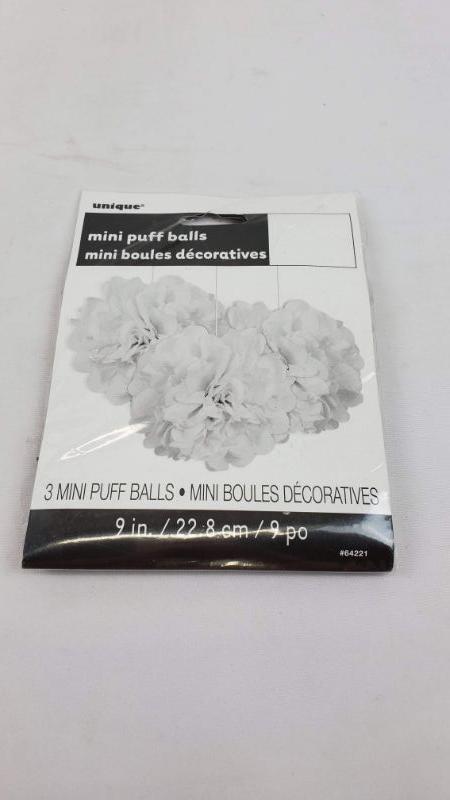 unique®
mini puff balls
mini boules décoratives
3 MINI PUFF BALLS • MINI BOULES DÉCORATIVES
9 in. / 22.8 cm / 9 po
#64221